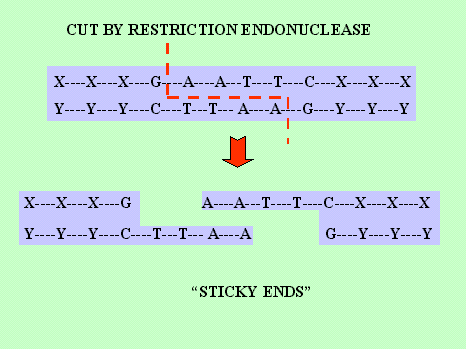 CUT BY RESTRICTION ENDONUCLEASE
X----X---X----G---A---A---T---T---C---X---X---X
Y----Y---Y----C---T---T--- A---A---G---Y---Y---Y
X----X---X----G A----A---T----T----C---X---X---X
Y----Y---Y----C----T---T--- A----A G----Y----Y----Y
“STICKY ENDS”